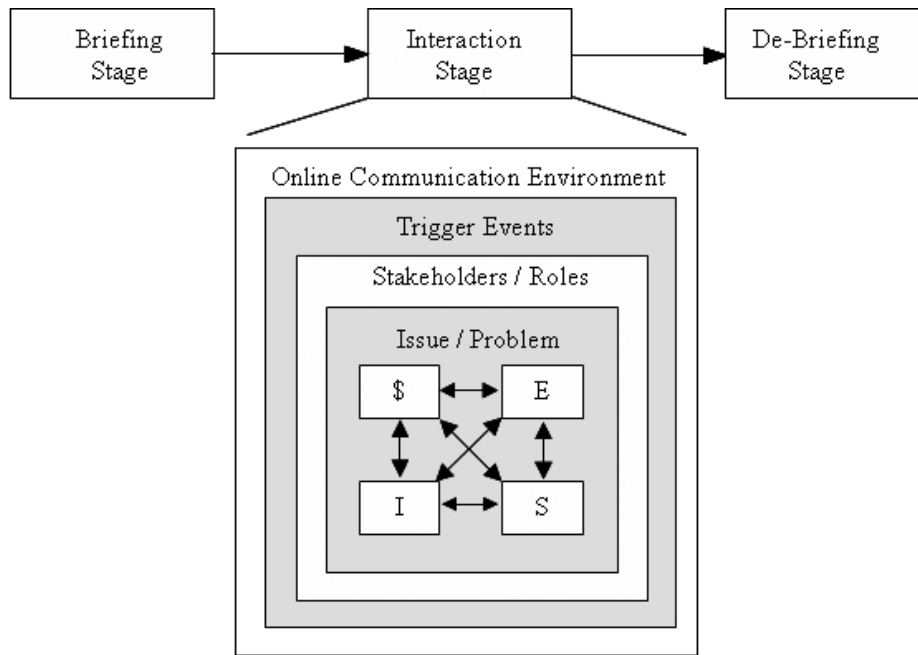 Briefing
Stage
Interaction
Stage
De-Briefing
Stage
Online Communication Environment
Trigger Events
Stakeholders / Roles
Issue / Problem
$
E
I
S